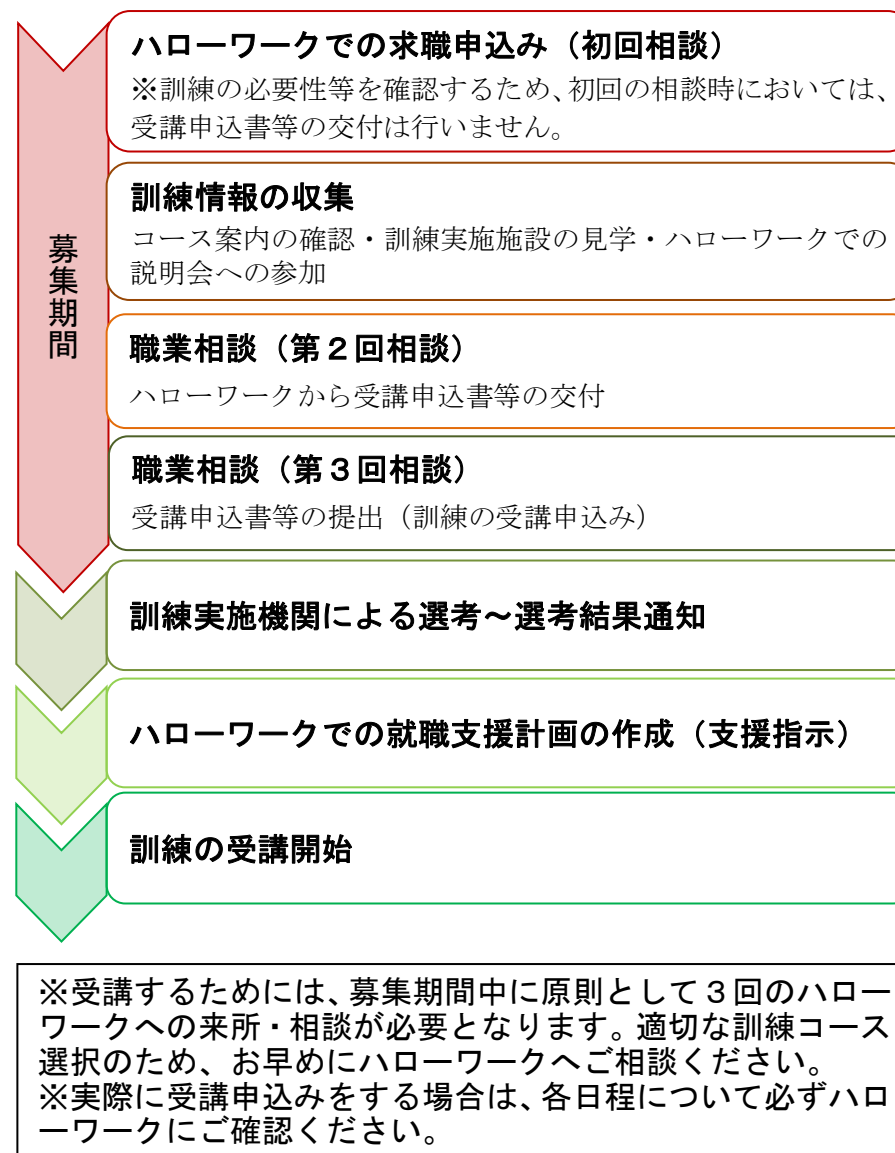 ハローワークでの求職申込み（初回相談）
※訓練の必要性等を確認するため、初回の相談時においては、
受講申込書等の交付は行いません。
訓練情報の収集
コース案内の確認・訓練実施施設の見学・ハローワークでの
説明会への参加
募集期間
職業相談（第２回相談）
ハローワークから受講申込書等の交付
職業相談（第３回相談）
受講申込書等の提出（訓練の受講申込み）
訓練実施機関による選考～選考結果通知
ハローワークでの就職支援計画の作成（支援指示）
訓練の受講開始
※受講するためには、募集期間中に原則として３回のハロー
ワークへの来所・相談が必要となります。適切な訓練コース
選択のため、お早めにハローワークへご相談ください。
※実際に受講申込みをする場合は、各日程について必ずハロ
ーワークにご確認ください。